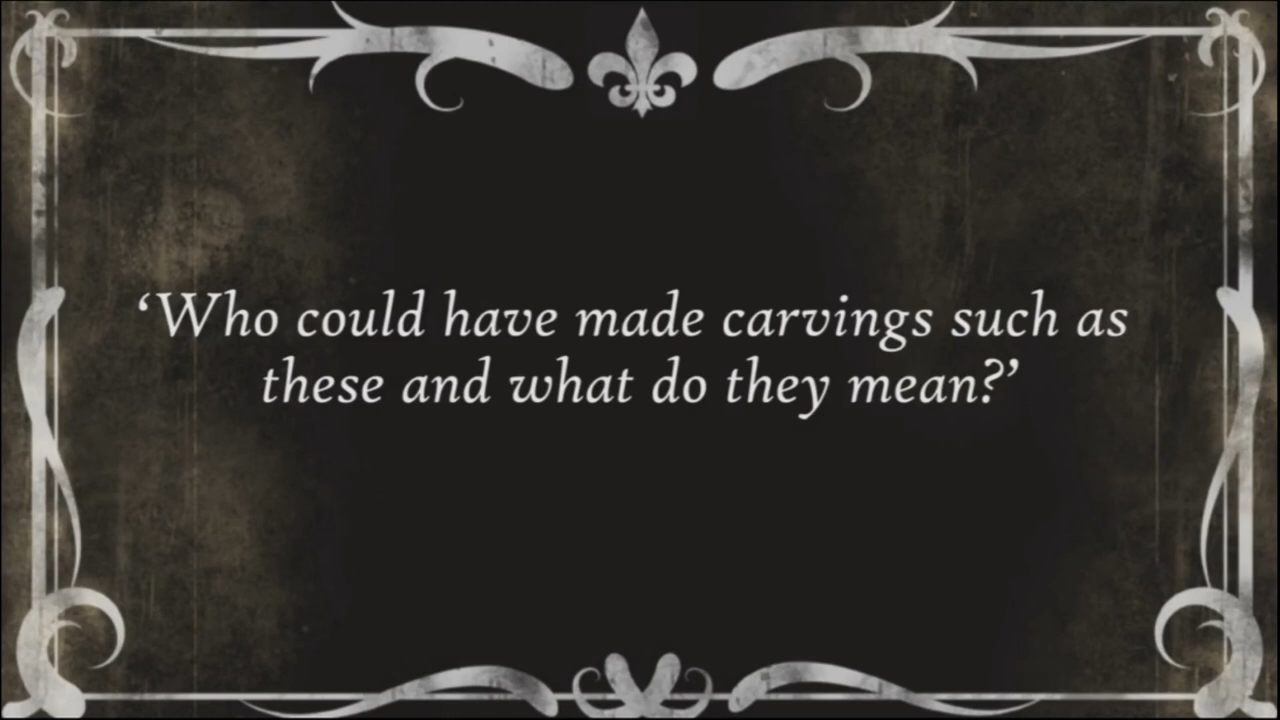 ‘Who could have made carvings such as
these and what do they mean?’